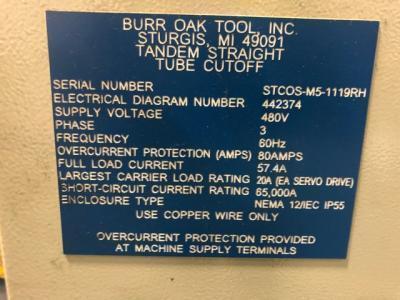 BURR OAK TOOL, INC.
STURGIS, MI 49091
TANDEM STRAIGHT
TUBE CUTOFF
SERIAL NUMBER STCOS-M5-1119RH
ELECTRICAL DIAGRAM NUMBER 442374
SUPPLY VOLTAGE 480V
PHASE 3
FREQUENCY 60Hz
OVERCURRENT PROTECTION (AMPS) 80AMPS
FULL LOAD CURRENT 57.4A
LARGEST CARRIER LOAD RATING 20A (EA SERVO DRIVE)
SHORT-CIRCUIT CURRENT RATING 65,000A
ENCLOSURE TYPE NEMA 12/IEC IP55
USE COPPER WIRE ONLY
OVERCURRENT PROTECTION PROVIDED
AT MACHINE SUPPLY TERMINALS